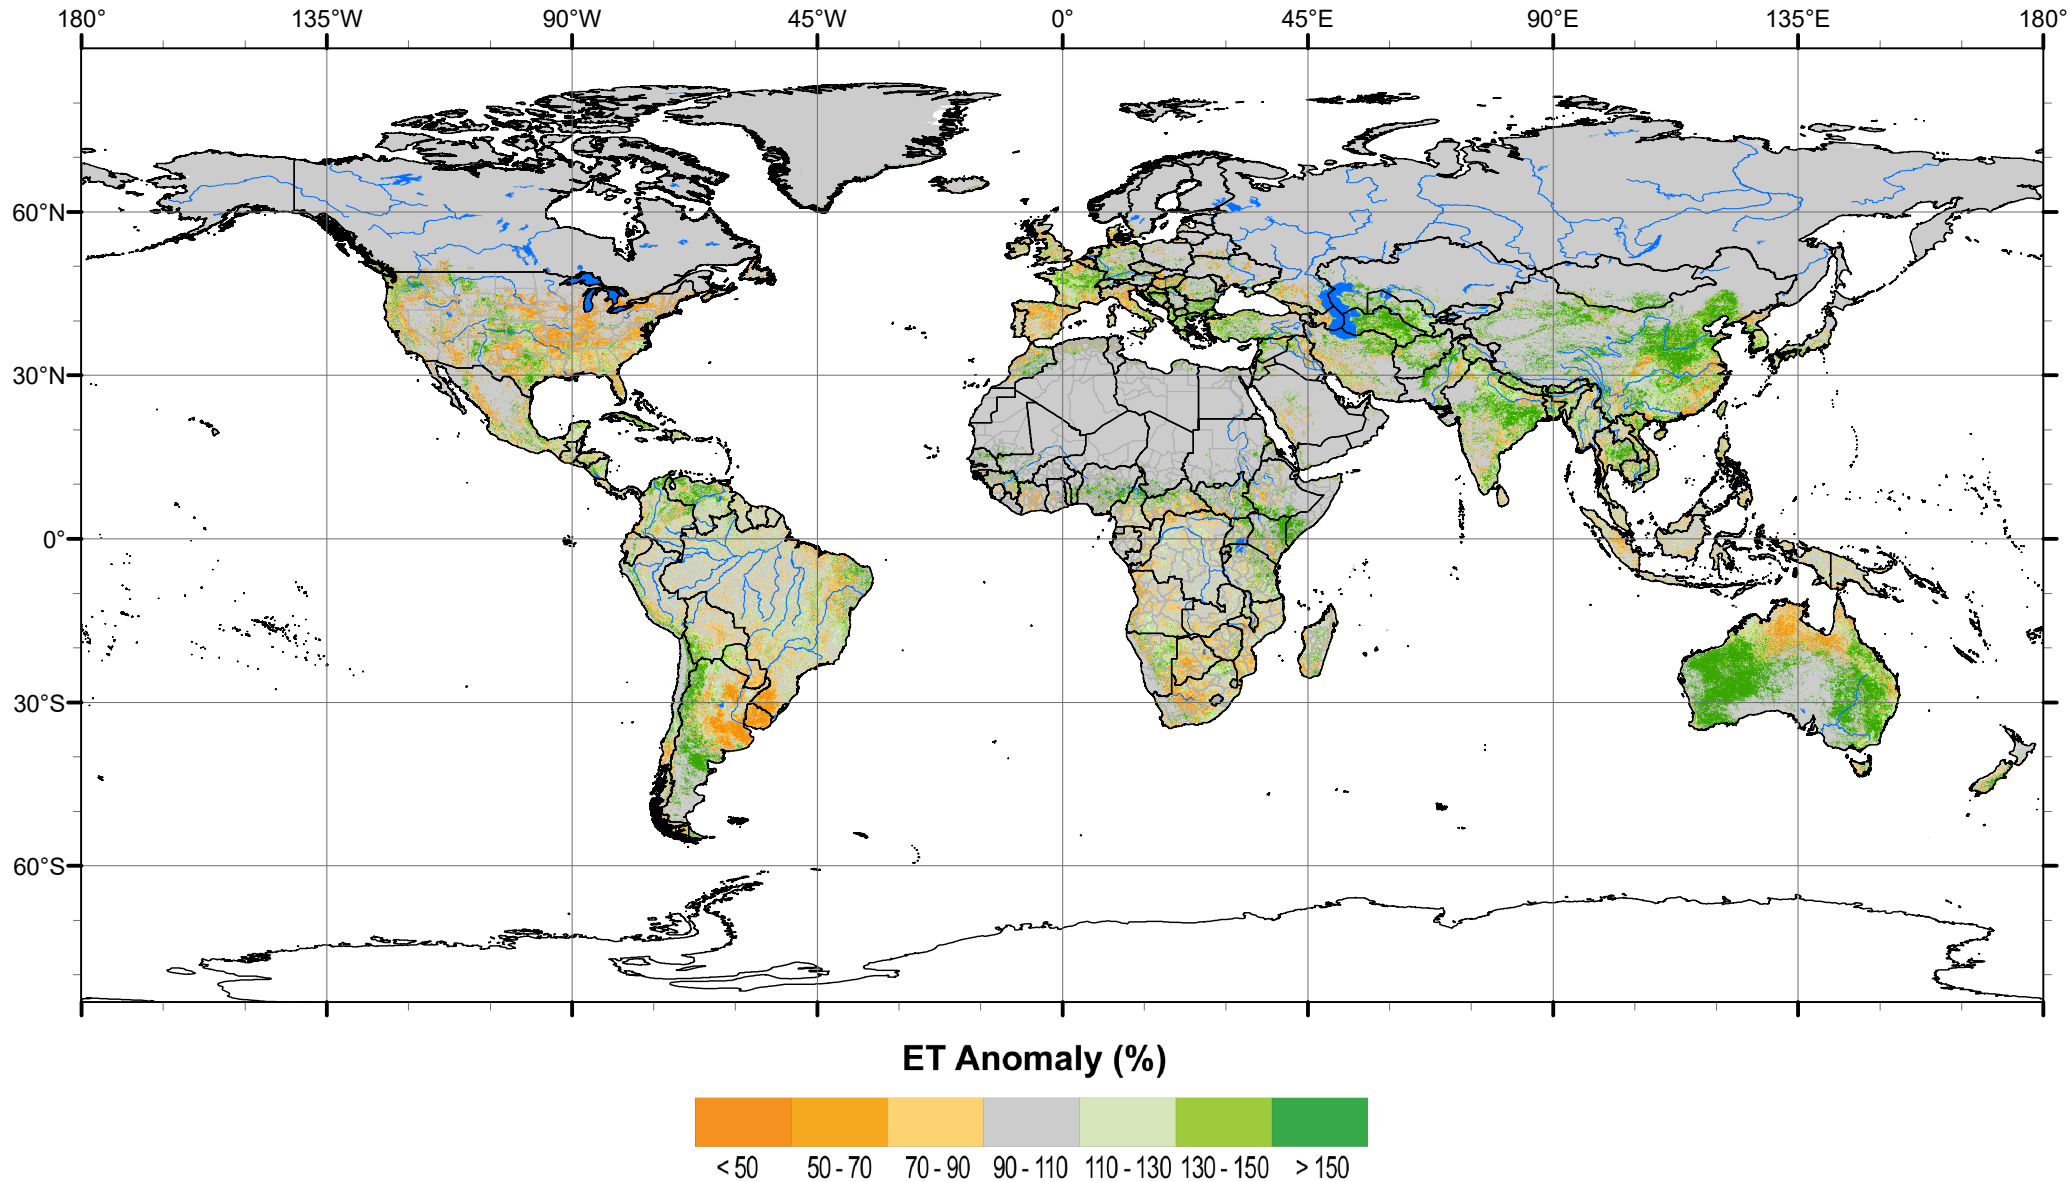 180° 135°W 90°W 45°W 0° 45°E 90°E 135°E 180°
60°N
30°N
0°
30°S
60°S
ET Anomaly (%)
< 50 50 - 70 70 - 90 90 - 110 110 - 130 130 - 150 > 150